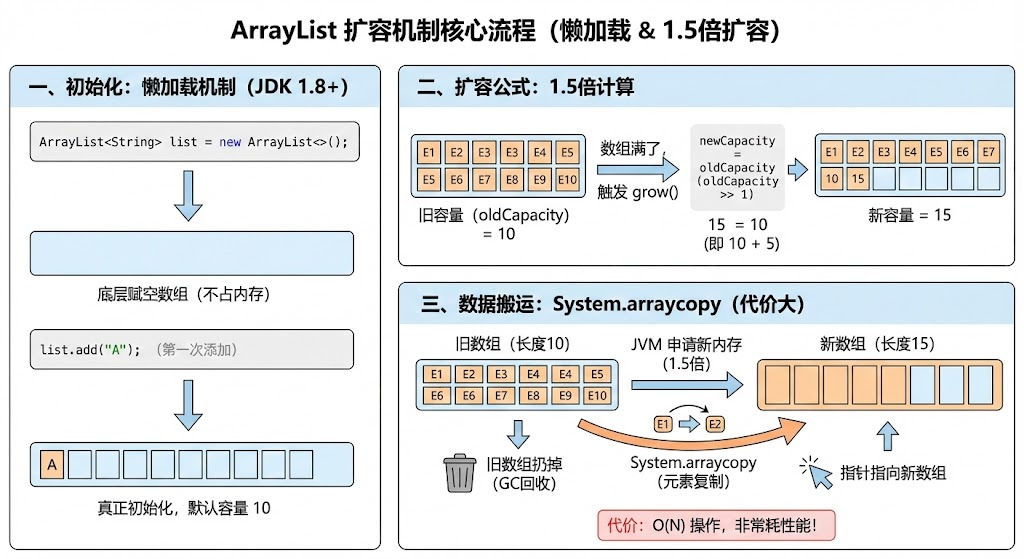 ArrayList 扩容机制核心流程（懒加载 & 1.5倍扩容）
一、初始化：懒加载机制（JDK 1.8+）
ArrayList<String> list = new ArrayList<>();
底层赋空数组（不占内存）
list.add("A"); （第一次添加）
A
真正初始化，默认容量 10
二、扩容公式：1.5倍计算
E1 E2 E3 E3 E4 E5
E5 E6 E7 E8 E9 E10
旧容量（oldCapacity）
= 10
数组满了，
触发 grow()
newCapacity
=
oldCapacity
(oldCapacity
>> 1)
15 = 10
(即 10 + 5)
E1 E2 E3 E4 E5 E6 E7
10 15
新容量 = 15
三、数据搬运：System.arraycopy（代价大）
旧数组（长度10）
E1 E2 E3 E4 E4 E5
E6 E6 E7 E8 E9 E10
旧数组扔掉
（GC回收）
JVM 申请新内存
（1.5倍）
E1 E2
System.arraycopy
（元素复制）
新数组（长度15）
指针指向新数组
代价：O(N) 操作，非常耗性能！